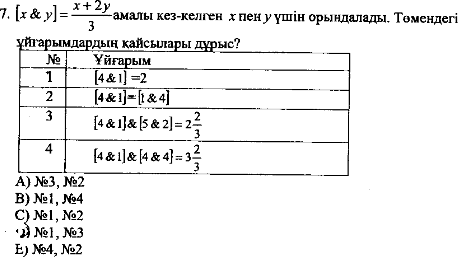 7. [x & y] = (x + 2y)/3 амалы кез-келген x пен y үшін орындалады. Төмендегі
ұйғарымдардың қайсылары дұрыс?
№ Ұйғарым
1 [4 & 1] =2
2 [4 & 1]=[1 & 4]
3 [4 & 1]&[5 & 2] = 2 2/3
4 [4 & 1]&[4 & 4] = 3 2/3
A) №3, №2
B) №1, №4
C) №1, №2
№1, №3
E) №4, №2